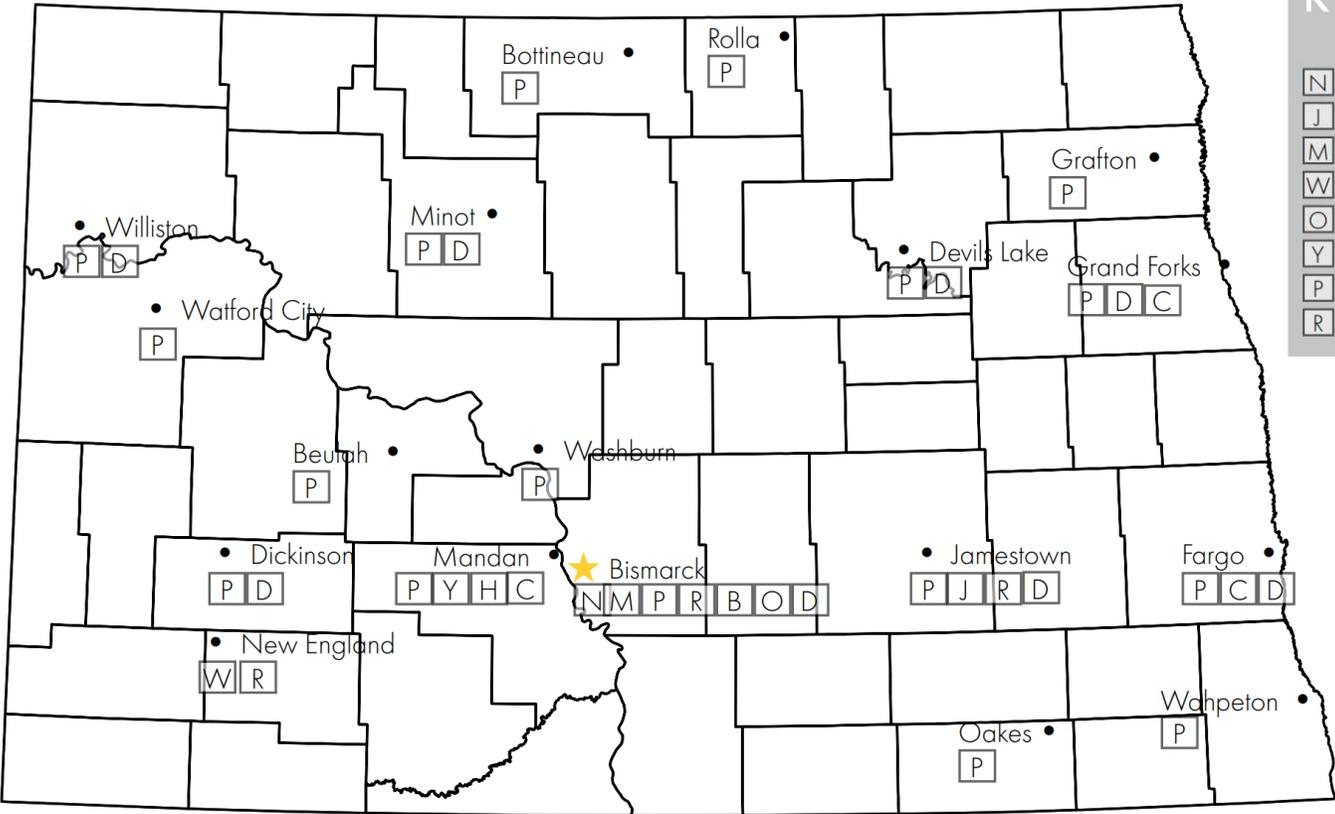 Bottineau
P
Rolla
P
Grafton
P
Williston
P D
Minot
P D
Devils Lake
P D
Grand Forks
P D C
Watford City
P
Beulah
P
Washburn
P
Dickinson
P D
Mandan
P Y H C
Bismarck
N M P R B O D
Jamestown
P J R D
Fargo
P C D
New England
W R
Wahpeton
P
Oakes
P
K
N
J
M
W
O
Y
P
R